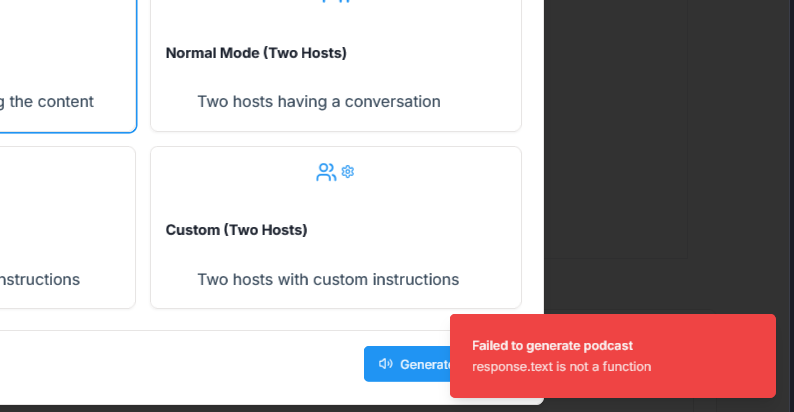 Normal Mode (Two Hosts)
g the content
Two hosts having a conversation
Custom (Two Hosts)
nstructions
Two hosts with custom instructions
Generate
Failed to generate podcast
response.text is not a function